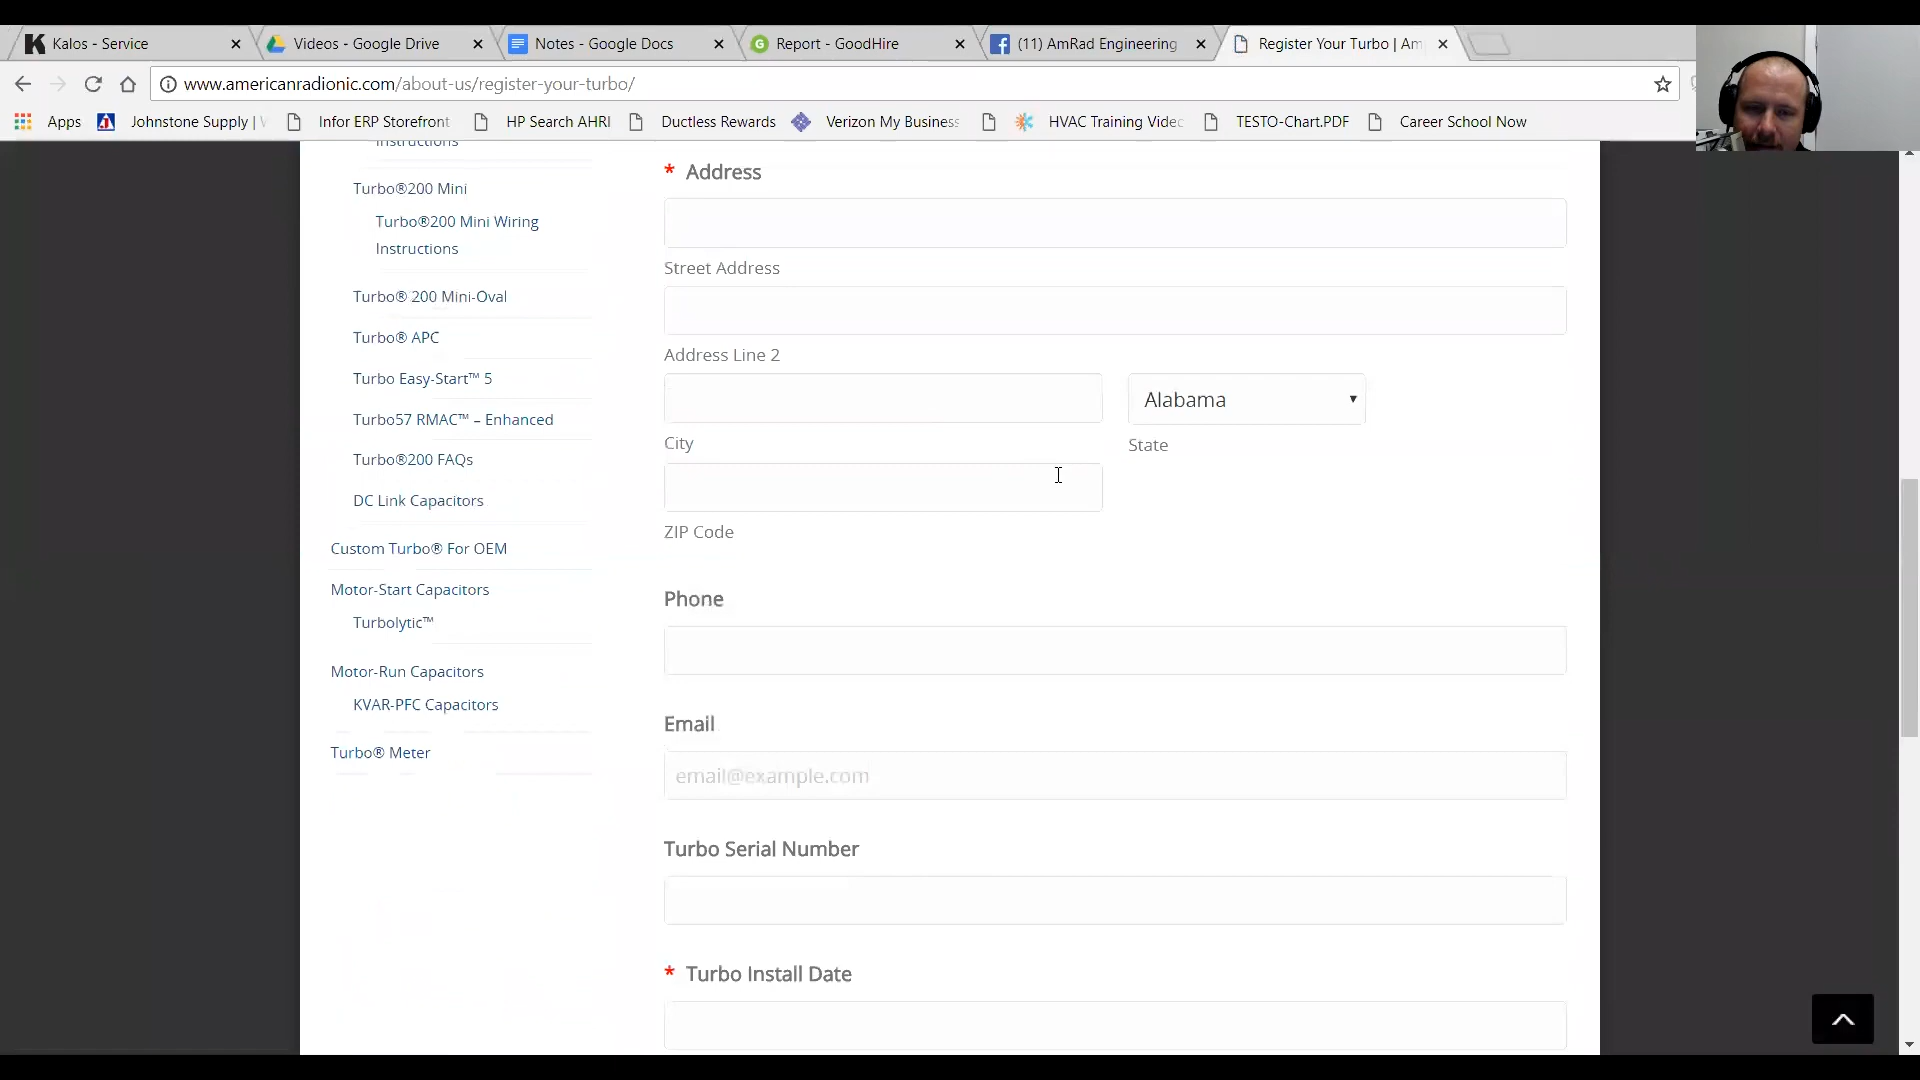 Kalos - Service
Videos - Google Drive
Notes - Google Docs
Report - GoodHire
(11) AmRad Engineering
Register Your Turbo | Am
www.americanradionic.com/about-us/register-your-turbo/
Apps
Johnstone Supply |
Infor ERP Storefront
HP Search AHRI
Ductless Rewards
Verizon My Business
HVAC Training Videc
TESTO-Chart.PDF
Career School Now
Instructions
Turbo®200 Mini
Turbo®200 Mini Wiring
Instructions
Turbo® 200 Mini-Oval
Turbo® APC
Turbo Easy-Start™ 5
Turbo57 RMAC™ – Enhanced
Turbo®200 FAQs
DC Link Capacitors
Custom Turbo® For OEM
Motor-Start Capacitors
Turbolytic™
Motor-Run Capacitors
KVAR-PFC Capacitors
Turbo® Meter
* Address
Street Address
Address Line 2
Alabama
City
State
ZIP Code
Phone
Email
email@example.com
Turbo Serial Number
* Turbo Install Date